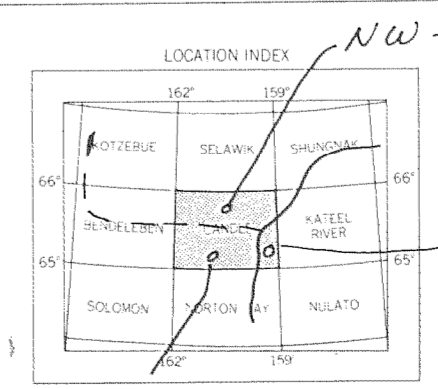 NW -
LOCATION INDEX
162° 159°
KOTZEBUE SELAWIK SHUNGNAK
66° 66°
BENDELEBEN CANDLE KATEEL
RIVER
65° 65°
SOLOMON NORTON BAY NULATO
162° 159°